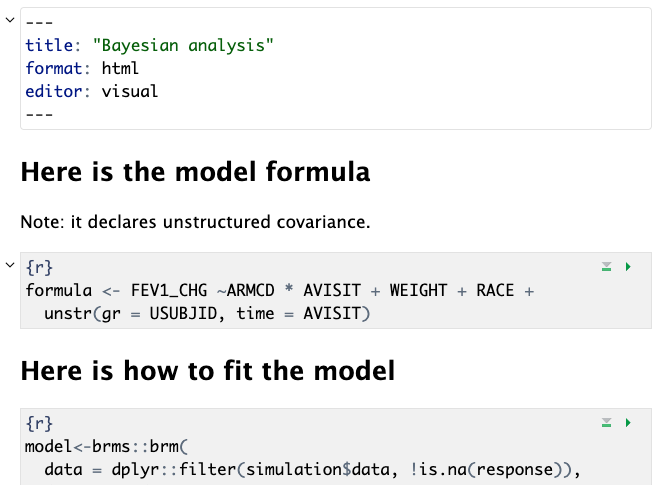 ---
title: "Bayesian analysis"
format: html
editor: visual
---
Here is the model formula
Note: it declares unstructured covariance.
{r}
formula <- FEV1_CHG ~ARMCD * AVISIT + WEIGHT + RACE +
  unstr(gr = USUBJID, time = AVISIT)
Here is how to fit the model
{r}
model<-brms::brm(
  data = dplyr::filter(simulation$data, !is.na(response)),